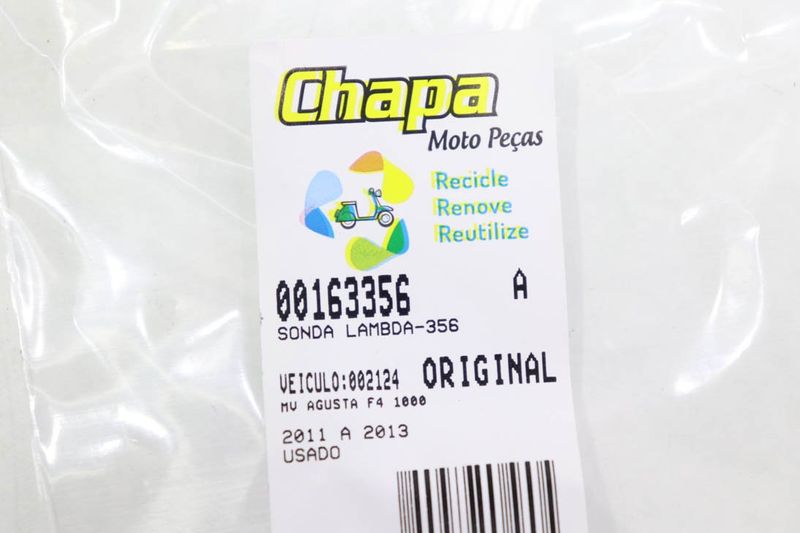 Chapa
Moto Peças
Recicle
Renove
Reutilize
00163356 A
SONDA LAMBDA-356
VEICULO:002124 ORIGINAL
MV AGUSTA F4 1000
2011 A 2013
USADO